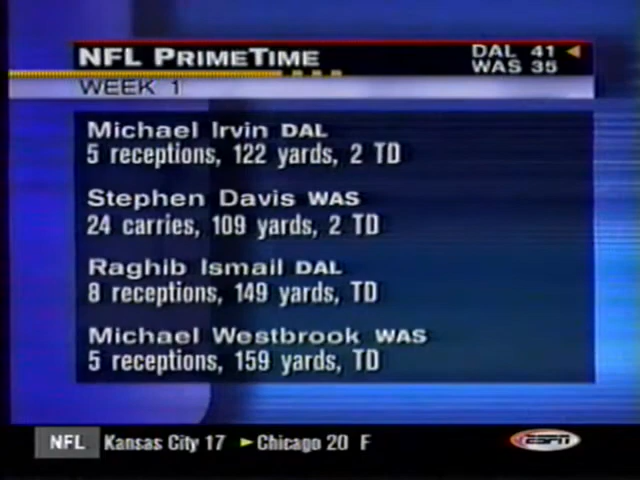 NFL PRIMETIME
DAL 41
WAS 35
WEEK 1
Michael Irvin DAL
5 receptions, 122 yards, 2 TD
Stephen Davis WAS
24 carries, 109 yards, 2 TD
Raghib Ismail DAL
8 receptions, 149 yards, TD
Michael Westbrook WAS
5 receptions, 159 yards, TD
NFL Kansas City 17 Chicago 20 F
ESPN